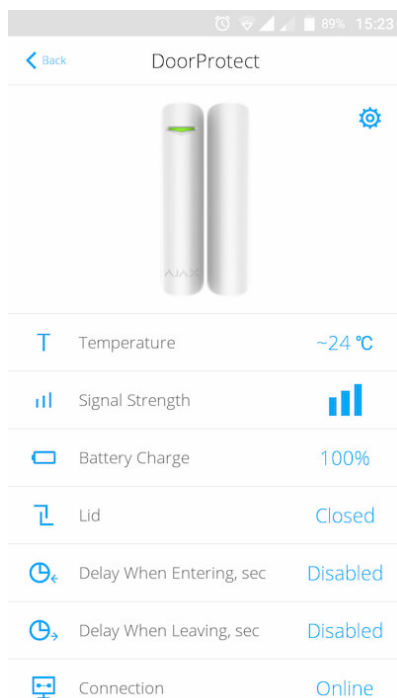 89% 15:23
Back DoorProtect
AJAX
T Temperature ~24 °C
Signal Strength
Battery Charge 100%
Lid Closed
Delay When Entering, sec Disabled
Delay When Leaving, sec Disabled
Connection Online